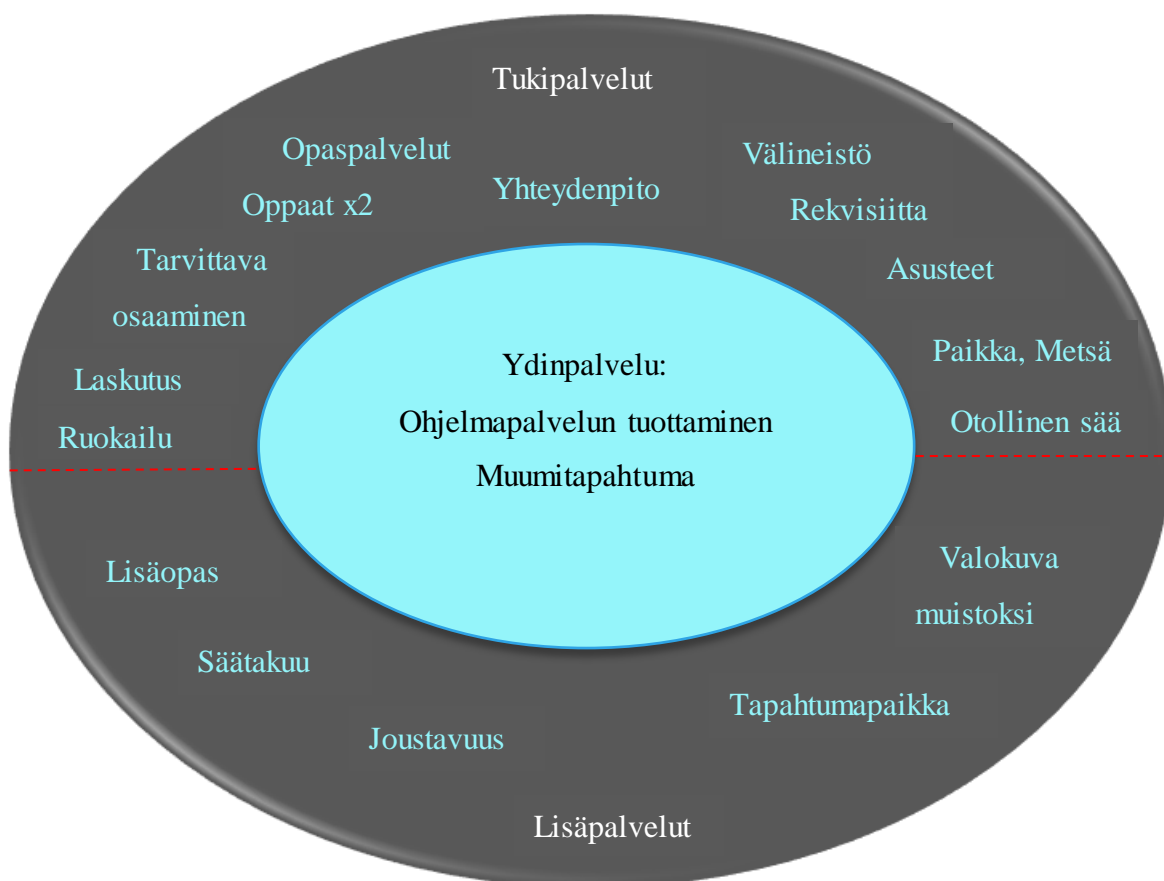 Tukipalvelut
Opaspalvelut
Oppaat x2
Yhteydenpito
Välineistö
Rekvisiitta
Asusteet
Tarvittava
osaaminen
Laskutus
Ruokailu
Paikka, Metsä
Otollinen sää
Ydinpalvelu:
Ohjelmapalvelun tuottaminen
Muumitapahtuma
Lisäopas
Säätakuu
Joustavuus
Valokuva
muistoksi
Tapahtumapaikka
Lisäpalvelut